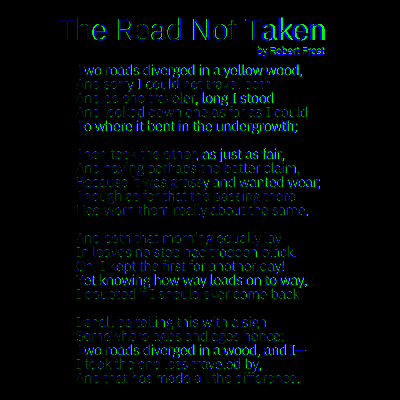 The Road Not Taken
by Robert Frost
Two roads diverged in a yellow wood,
And sorry I could not travel both
And be one traveler, long I stood
And looked down one as far as I could
To where it bent in the undergrowth;
Then took the other, as just as fair,
And having perhaps the better claim,
Because it was grassy and wanted wear;
Though as for that the passing there
Had worn them really about the same,
And both that morning equally lay
In leaves no step had trodden black.
Oh, I kept the first for another day!
Yet knowing how way leads on to way,
I doubted if I should ever come back.
I shall be telling this with a sigh
Somewhere ages and ages hence:
Two roads diverged in a wood, and I—
I took the one less traveled by,
And that has made all the difference.